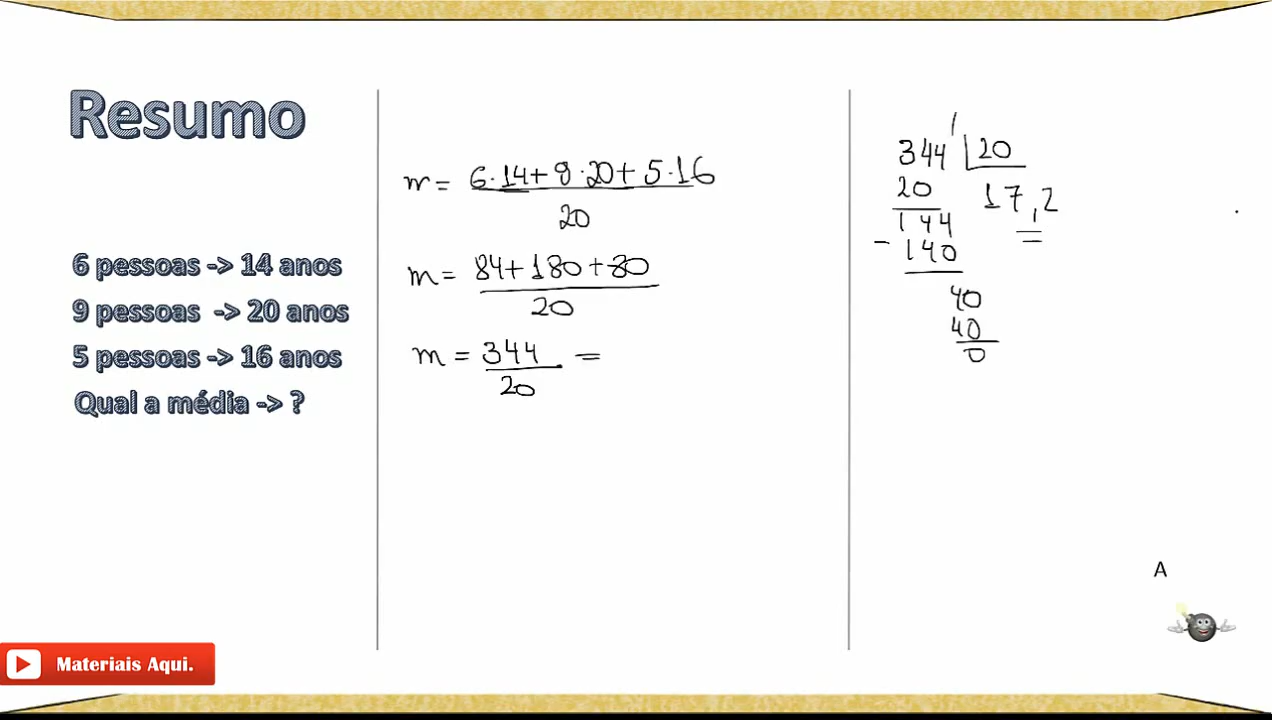 Resumo
6 pessoas -> 14 anos
9 pessoas -> 20 anos
5 pessoas -> 16 anos
Qual a média -> ?
Materiais Aqui.
m = 6·14+9·20+5·16
20
m = 84+180+80
20
m = 344 =
20
344 20
20 17,2
144
- 140
40
40
0
A